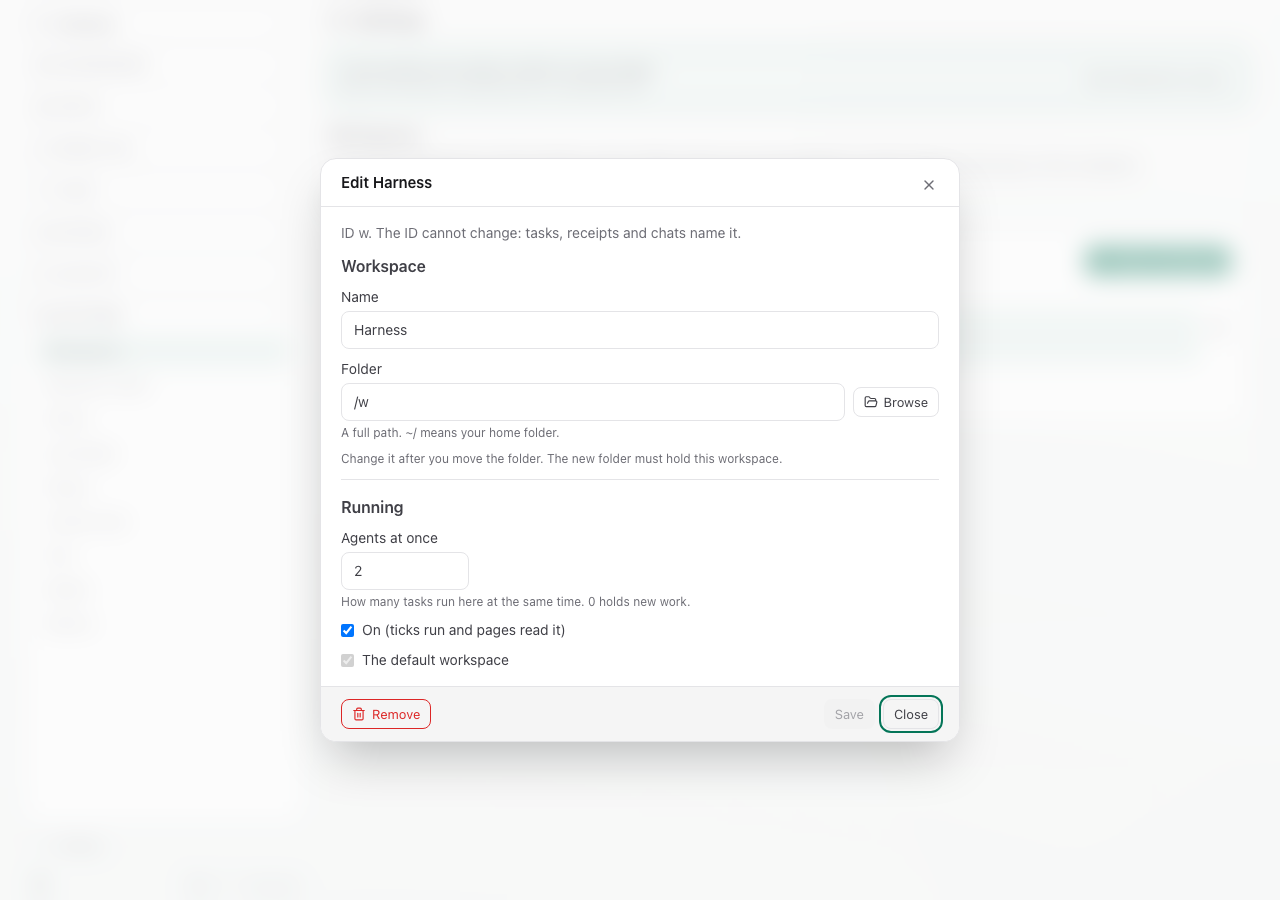 Edit Harness
ID w. The ID cannot change: tasks, receipts and chats name it.
Workspace
Name
Harness
Folder
/w
Browse
A full path. ~/ means your home folder.
Change it after you move the folder. The new folder must hold this workspace.
Running
Agents at once
2
How many tasks run here at the same time. 0 holds new work.
On (ticks run and pages read it)
The default workspace
Remove
Save
Close